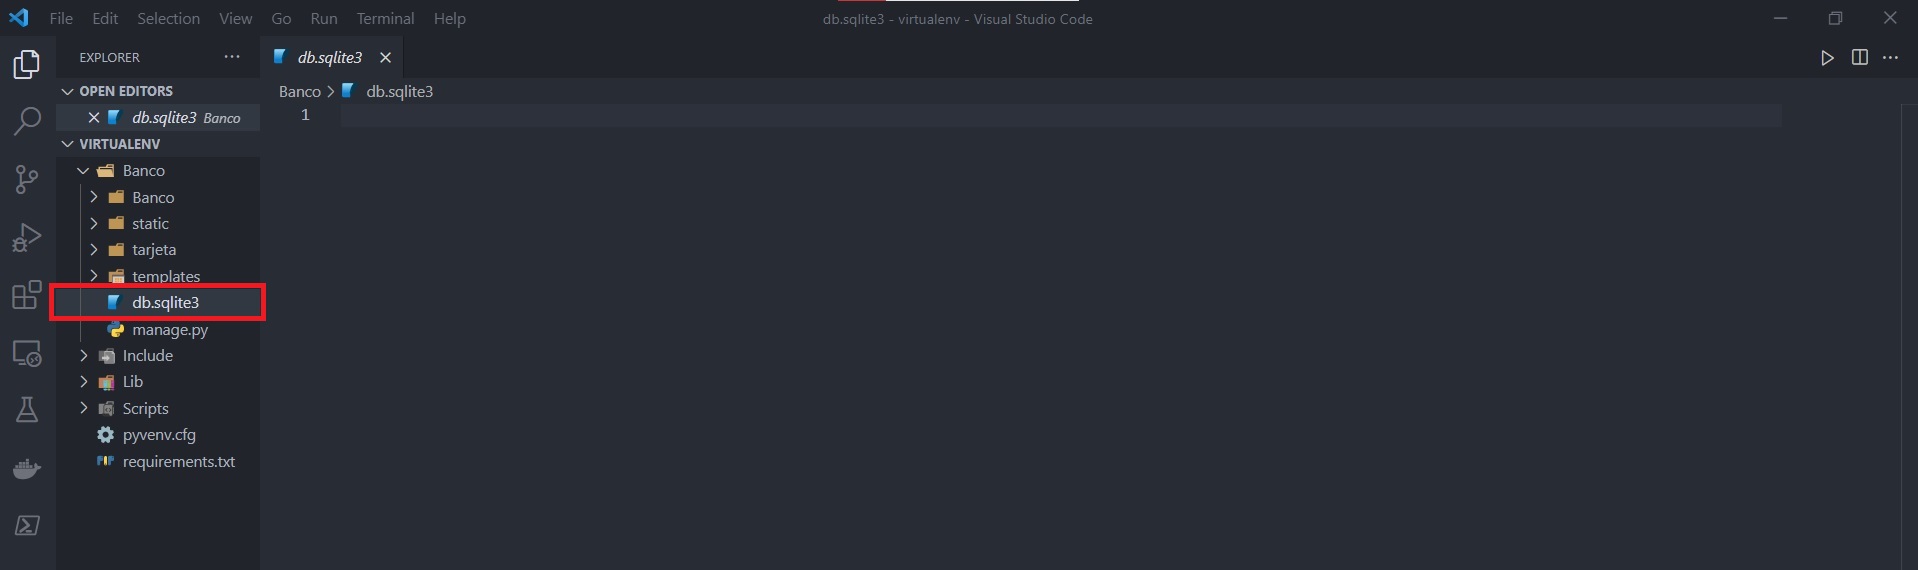 File Edit Selection View Go Run Terminal Help
db.sqlite3 - virtualenv - Visual Studio Code
EXPLORER
db.sqlite3
OPEN EDITORS
Banco > db.sqlite3
db.sqlite3 Banco
1
VIRTUALENV
Banco
Banco
static
tarjeta
templates
db.sqlite3
manage.py
Include
Lib
Scripts
pyvenv.cfg
requirements.txt